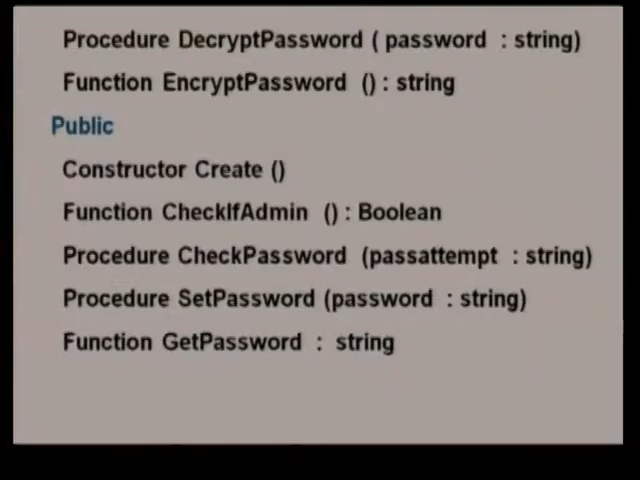 Procedure DecryptPassword ( password : string)
Function EncryptPassword () : string
Public
Constructor Create ()
Function CheckIfAdmin () : Boolean
Procedure CheckPassword (passattempt : string)
Procedure SetPassword (password : string)
Function GetPassword : string